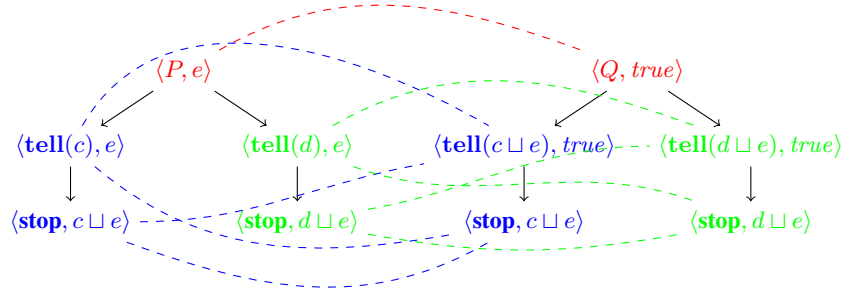 ⟨P, e⟩ ⟨Q, true⟩
⟨tell(c), e⟩ ⟨tell(d), e⟩ ⟨tell(c ⊔ e), true⟩ ⟨tell(d ⊔ e), true⟩
⟨stop, c ⊔ e⟩ ⟨stop, d ⊔ e⟩ ⟨stop, c ⊔ e⟩ ⟨stop, d ⊔ e⟩